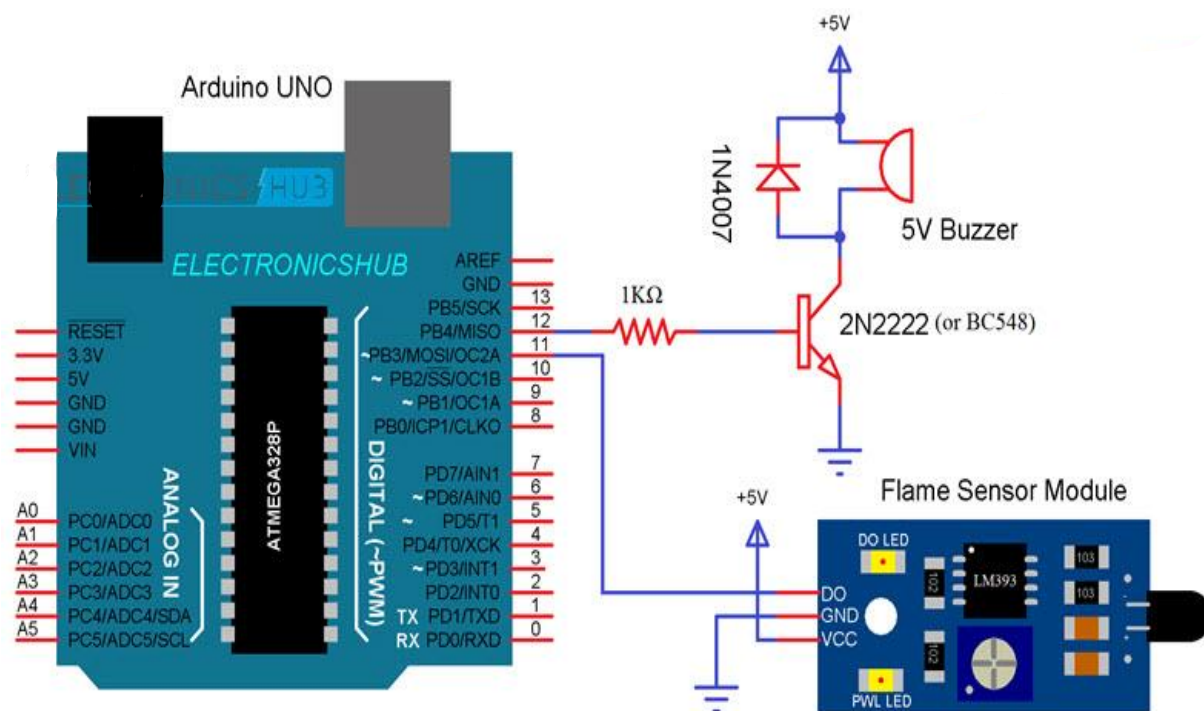 Arduino UNO
HU3
ELECTRONICSHUB
AREF
GND
PB5/SCK 13
RESET
PB4/MISO 12
3.3V
~PB3/MOSI/OC2A 11
5V
~ PB2/SS/OC1B 10
GND
~ PB1/OC1A 9
GND
PB0/ICP1/CLKO 8
VIN
ATMEGA328P
DIGITAL (~PWM)
ANALOG IN
PD7/AIN1 7
~PD6/AIN0 6
A0 PC0/ADC0
~ PD5/T1 5
A1 PC1/ADC1
PD4/T0/XCK 4
A2 PC2/ADC2
~PD3/INT1 3
A3 PC3/ADC3
PD2/INT0 2
A4 PC4/ADC4/SDA
TX PD1/TXD 1
A5 PC5/ADC5/SCL
RX PD0/RXD 0
1KΩ
+5V
1N4007
5V Buzzer
2N2222 (or BC548)
+5V
Flame Sensor Module
DO LED
102
LM393
103
103
DO
GND
VCC
102
PWL LED